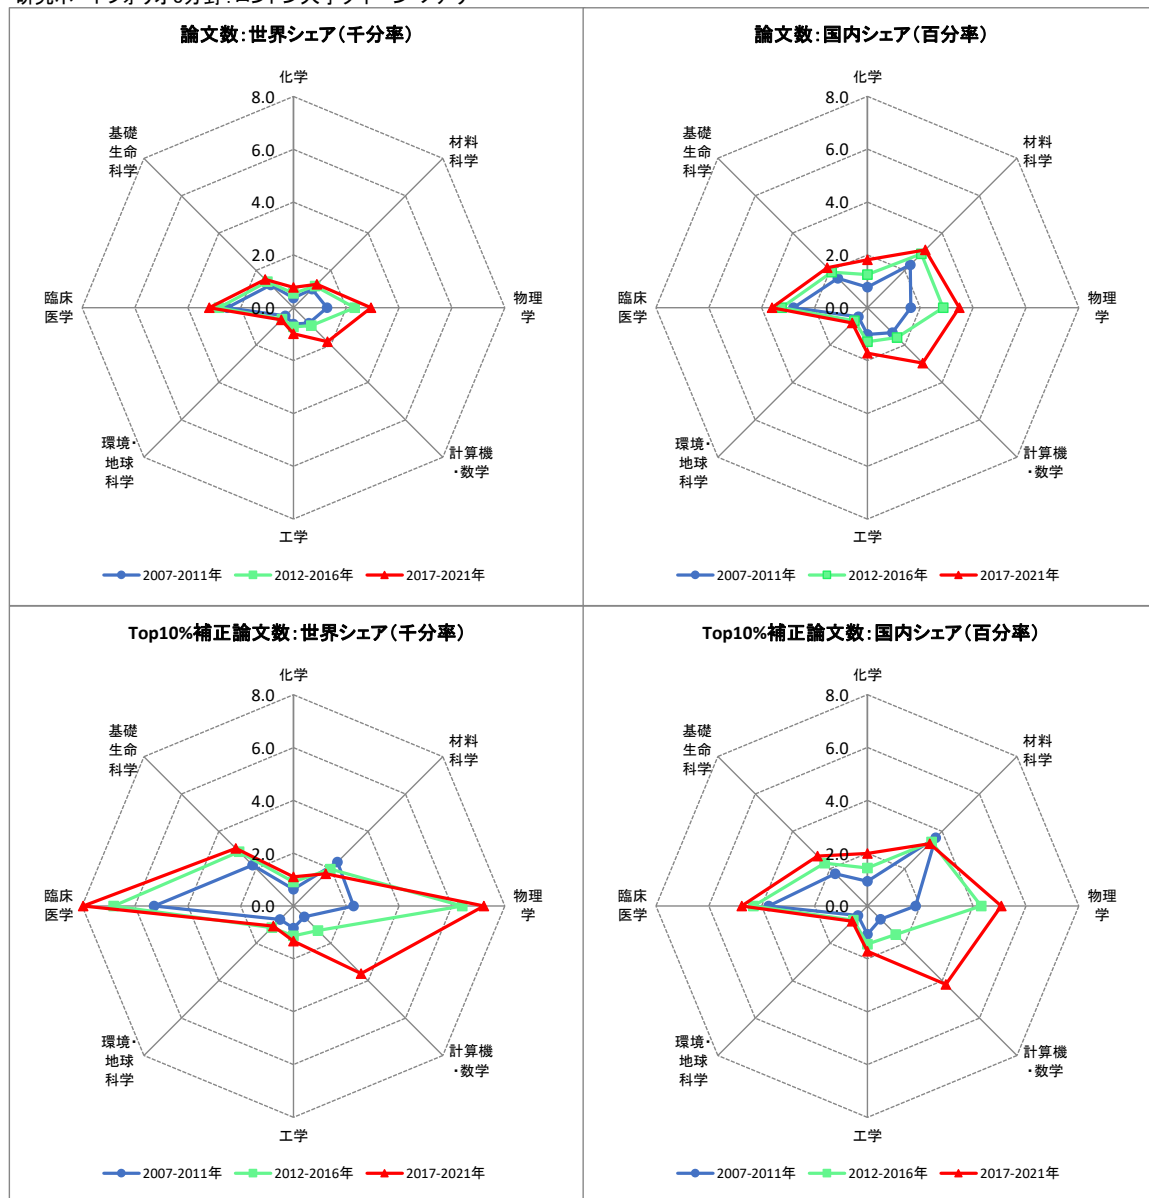 論文数：世界シェア（千分率）
化学
8.0
6.0
4.0
2.0
0.0
材料
科学
物理
学
計算機
・数学
工学
環境・
地球
科学
臨床
医学
基礎
生命
科学
2007-2011年 2012-2016年 2017-2021年
論文数：国内シェア（百分率）
化学
8.0
6.0
4.0
2.0
0.0
材料
科学
物理
学
計算機
・数学
工学
環境・
地球
科学
臨床
医学
基礎
生命
科学
2007-2011年 2012-2016年 2017-2021年
Top10%補正論文数：世界シェア（千分率）
化学
8.0
6.0
4.0
2.0
0.0
材料
科学
物理
学
計算機
・数学
工学
環境・
地球
科学
臨床
医学
基礎
生命
科学
2007-2011年 2012-2016年 2017-2021年
Top10%補正論文数：国内シェア（百分率）
化学
8.0
6.0
4.0
2.0
0.0
材料
科学
物理
学
計算機
・数学
工学
環境・
地球
科学
臨床
医学
基礎
生命
科学
2007-2011年 2012-2016年 2017-2021年